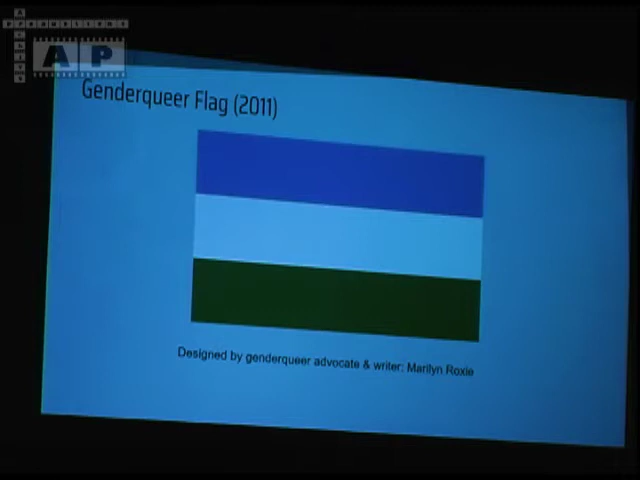 AP
Genderqueer Flag (2011)
Designed by genderqueer advocate & writer: Marilyn Roxie